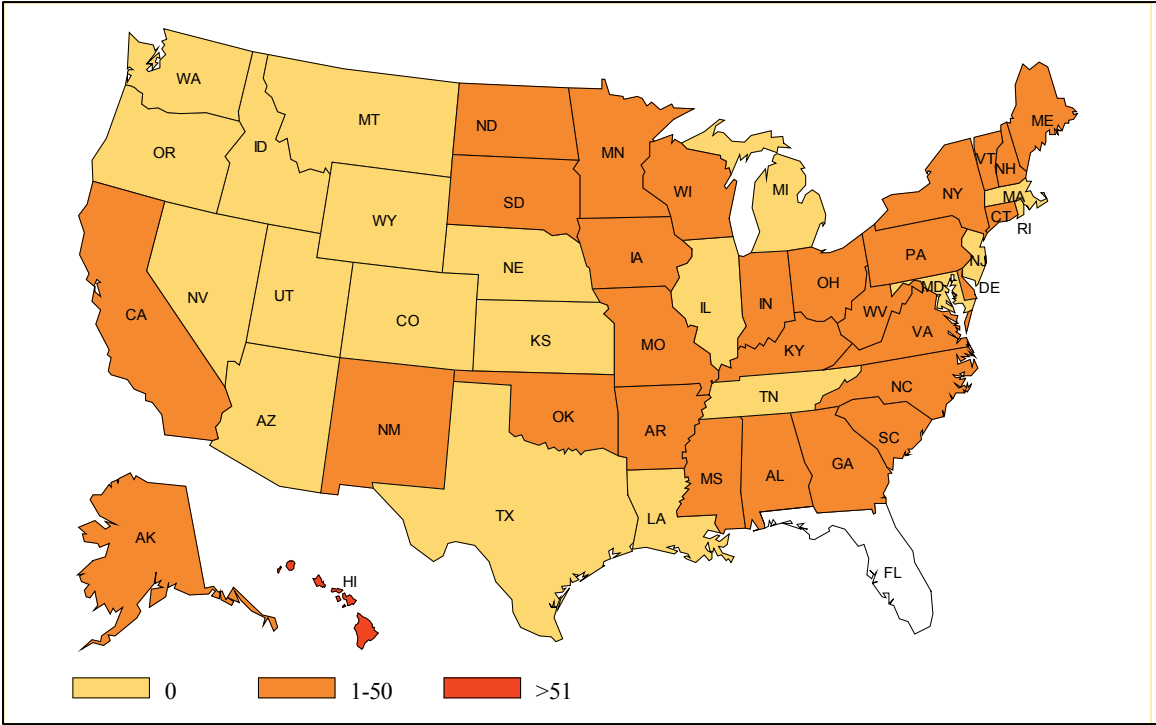 WA
MT
ND
MN
ME
OR
ID
VT
NH
WI
MI
NY
MA
SD
WY
CT
RI
IA
PA
NE
NJ
OH
MD
DE
NV
UT
IL
IN
WV
CA
CO
VA
KS
MO
KY
NC
TN
AZ
NM
OK
AR
SC
GA
MS
AL
TX
LA
AK
FL
HI
0
1-50
>51